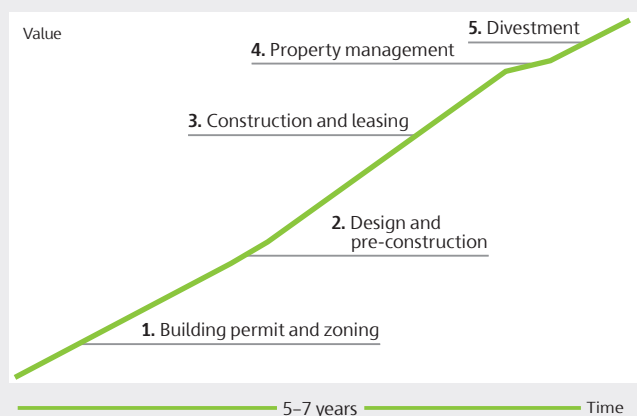 Value
5. Divestment
4. Property management
3. Construction and leasing
2. Design and
pre-construction
1. Building permit and zoning
5–7 years
Time